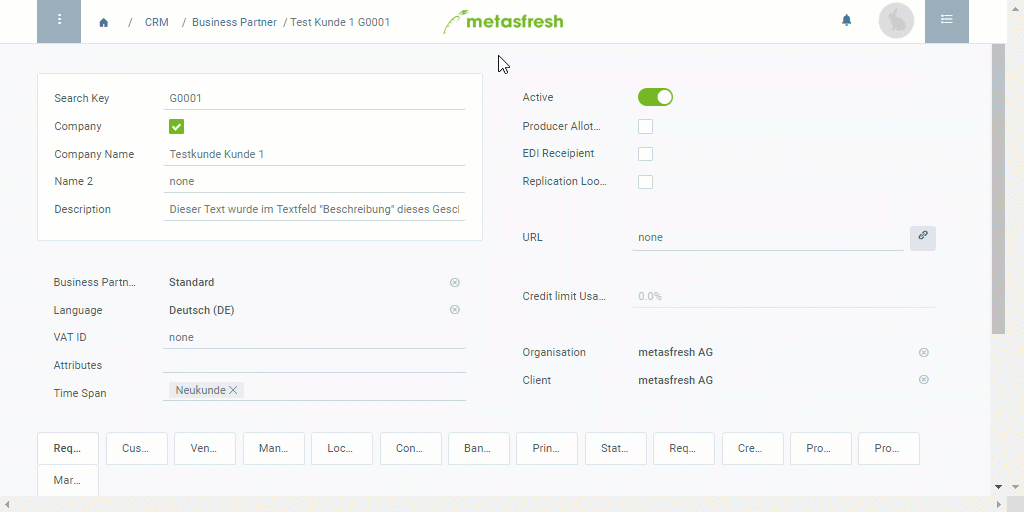 / CRM / Business Partner / Test Kunde 1 G0001
metasfresh
Search Key G0001
Company
Company Name Testkunde Kunde 1
Name 2 none
Description Dieser Text wurde im Textfeld "Beschreibung" dieses Gescl
Active
Producer Allot...
EDI Receipient
Replication Loo...
URL none
Credit limit Usa... 0.0%
Business Partn... Standard
Language Deutsch (DE)
VAT ID none
Attributes
Time Span Neukunde
Organisation metasfresh AG
Client metasfresh AG
Req... Cus... Ven... Man... Loc... Con... Ban... Prin... Stat... Req... Cre... Pro... Pro...
Mar...